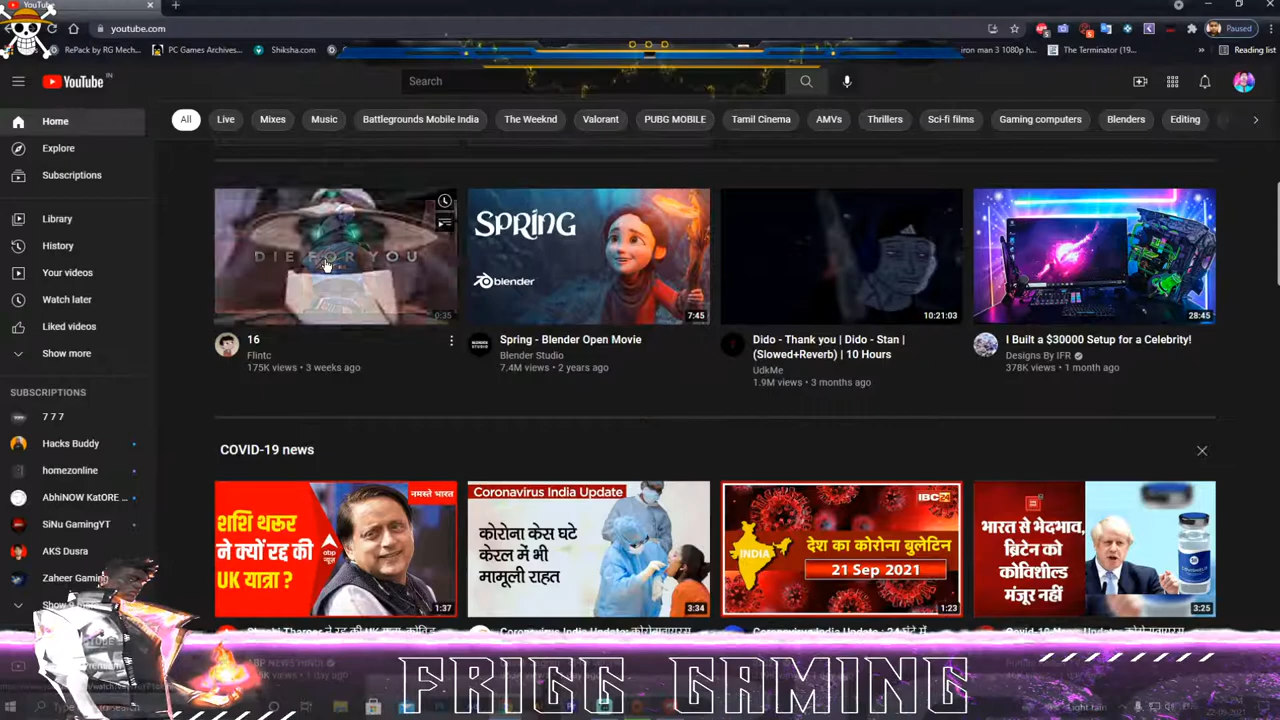 YouTube
youtube.com
Paused
RePack by RG Mech...
PC Games Archives...
Shiksha.com
iron man 3 1080p h...
The Terminator (19...
Reading list
YouTube IN
Search
Home
Explore
Subscriptions
Library
History
Your videos
Watch later
Liked videos
Show more
SUBSCRIPTIONS
7 7 7
Hacks Buddy
homezonline
AbhiNOW KatORE ...
SiNu GamingYT
AKS Dusra
Zaheer Gaming
All
Live
Mixes
Music
Battlegrounds Mobile India
The Weeknd
Valorant
PUBG MOBILE
Tamil Cinema
AMVs
Thrillers
Sci-fi films
Gaming computers
Blenders
Editing
DIE FOR YOU
0:35
16
Flintc
175K views • 3 weeks ago
SPRING
blender
7:45
Spring - Blender Open Movie
Blender Studio
7.4M views • 2 years ago
10:21:03
Dido - Thank you | Dido - Stan |
(Slowed+Reverb) | 10 Hours
UdkMe
1.9M views • 3 months ago
28:45
I Built a $30000 Setup for a Celebrity!
Designs By IFR
378K views • 1 month ago
COVID-19 news
नमस्ते भारत
शशि थरूर
ने क्यों रद्द की
UK यात्रा ?
abp
1:37
Coronavirus India Update
कोरोना केस घटे
केरल में भी
मामूली राहत
3:34
IBC24
INDIA
देश का कोरोना बुलेटिन
21 Sep 2021
1:23
भारत से भेदभाव,
ब्रिटेन को
कोविशील्ड
मंजूर नहीं
3:25
FRIGG GAMING